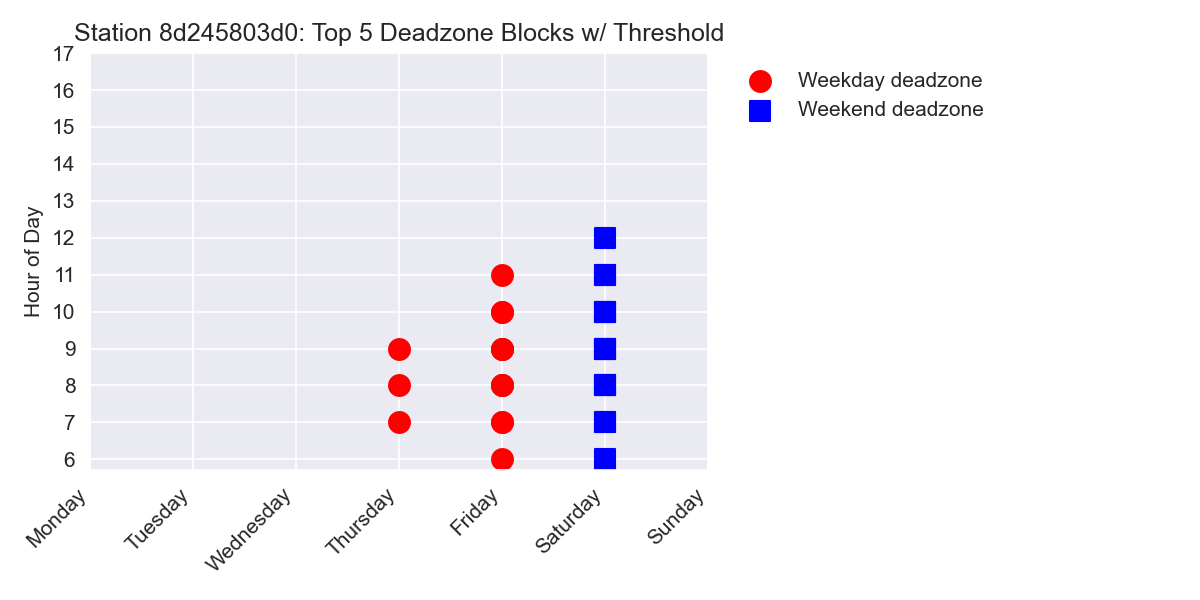 Station 8d245803d0: Top 5 Deadzone Blocks w/ Threshold
Weekday deadzone
Weekend deadzone
Hour of Day
17
16
15
14
13
12
11
10
9
8
7
6
Monday
Tuesday
Wednesday
Thursday
Friday
Saturday
Sunday